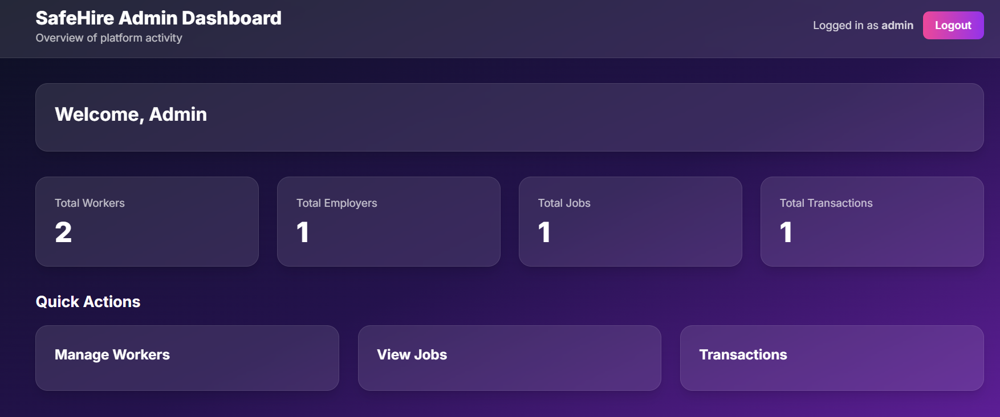 SafeHire Admin Dashboard
Overview of platform activity
Logged in as admin
Logout
Welcome, Admin
Total Workers
2
Total Employers
1
Total Jobs
1
Total Transactions
1
Quick Actions
Manage Workers
View Jobs
Transactions